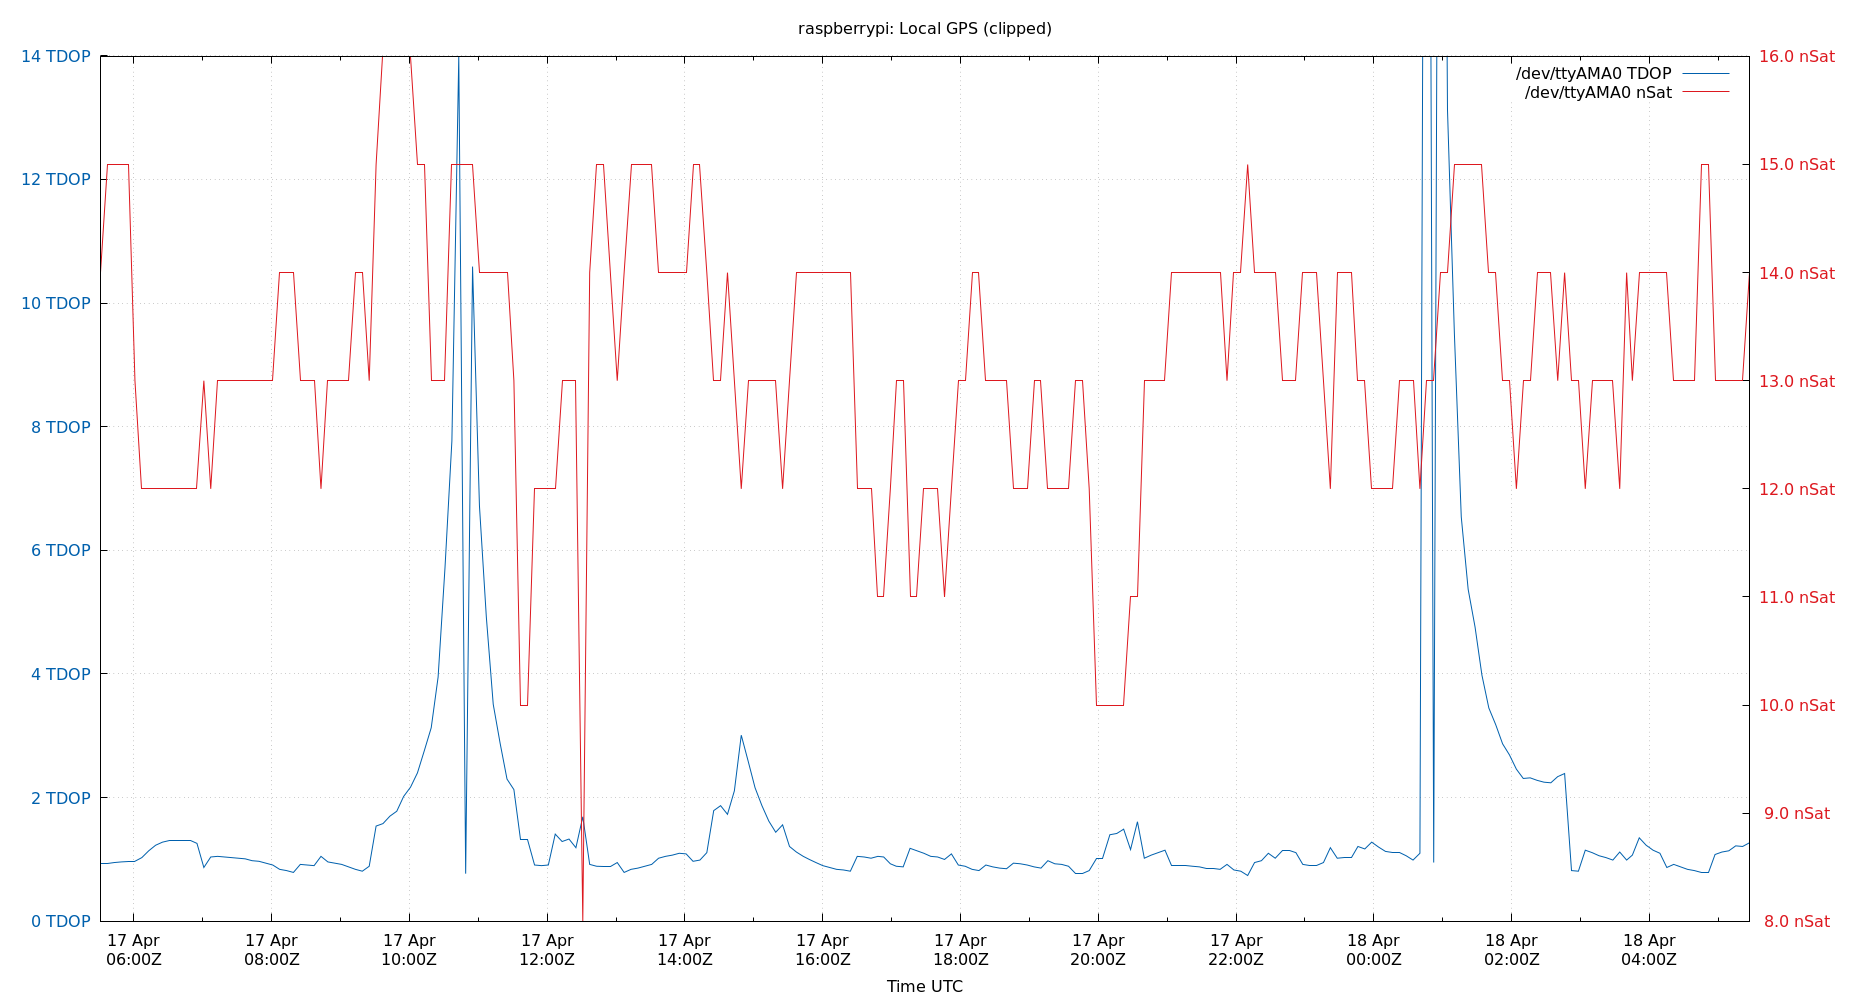 raspberrypi: Local GPS (clipped)
14 TDOP
12 TDOP
10 TDOP
8 TDOP
6 TDOP
4 TDOP
2 TDOP
0 TDOP
/dev/ttyAMA0 TDOP
/dev/ttyAMA0 nSat
16.0 nSat
15.0 nSat
14.0 nSat
13.0 nSat
12.0 nSat
11.0 nSat
10.0 nSat
9.0 nSat
8.0 nSat
17 Apr
06:00Z
17 Apr
08:00Z
17 Apr
10:00Z
17 Apr
12:00Z
17 Apr
14:00Z
17 Apr
16:00Z
17 Apr
18:00Z
17 Apr
20:00Z
17 Apr
22:00Z
18 Apr
00:00Z
18 Apr
02:00Z
18 Apr
04:00Z
Time UTC